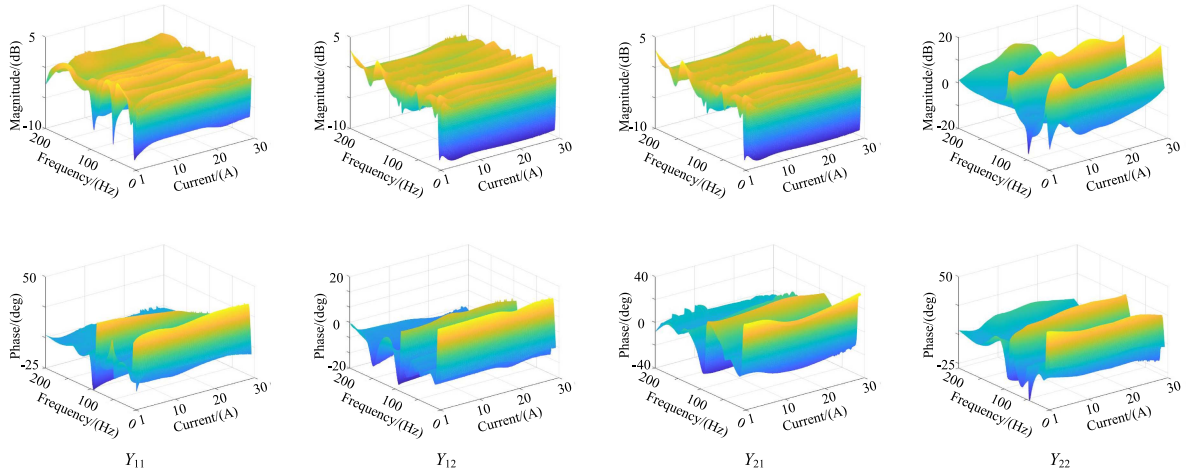 5
Magnitude/(dB)
-10
200
Frequency/(Hz)
100
0 1
10
20
30
Current/(A)
5
Magnitude/(dB)
-10
200
Frequency/(Hz)
100
0 1
10
20
30
Current/(A)
5
Magnitude/(dB)
-10
200
Frequency/(Hz)
100
0 1
10
20
30
Current/(A)
20
Magnitude/(dB)
0
-20
200
Frequency/(Hz)
100
0 1
10
20
30
Current/(A)
50
Phase/(deg)
-25
200
Frequency/(Hz)
100
0 1
10
20
30
Current/(A)
20
Phase/(deg)
0
-20
200
Frequency/(Hz)
100
0 1
10
20
30
Current/(A)
40
Phase/(deg)
0
-40
200
Frequency/(Hz)
100
0 1
10
20
30
Current/(A)
50
Phase/(deg)
-25
200
Frequency/(Hz)
100
0 1
10
20
30
Current/(A)
Y11
Y12
Y21
Y22